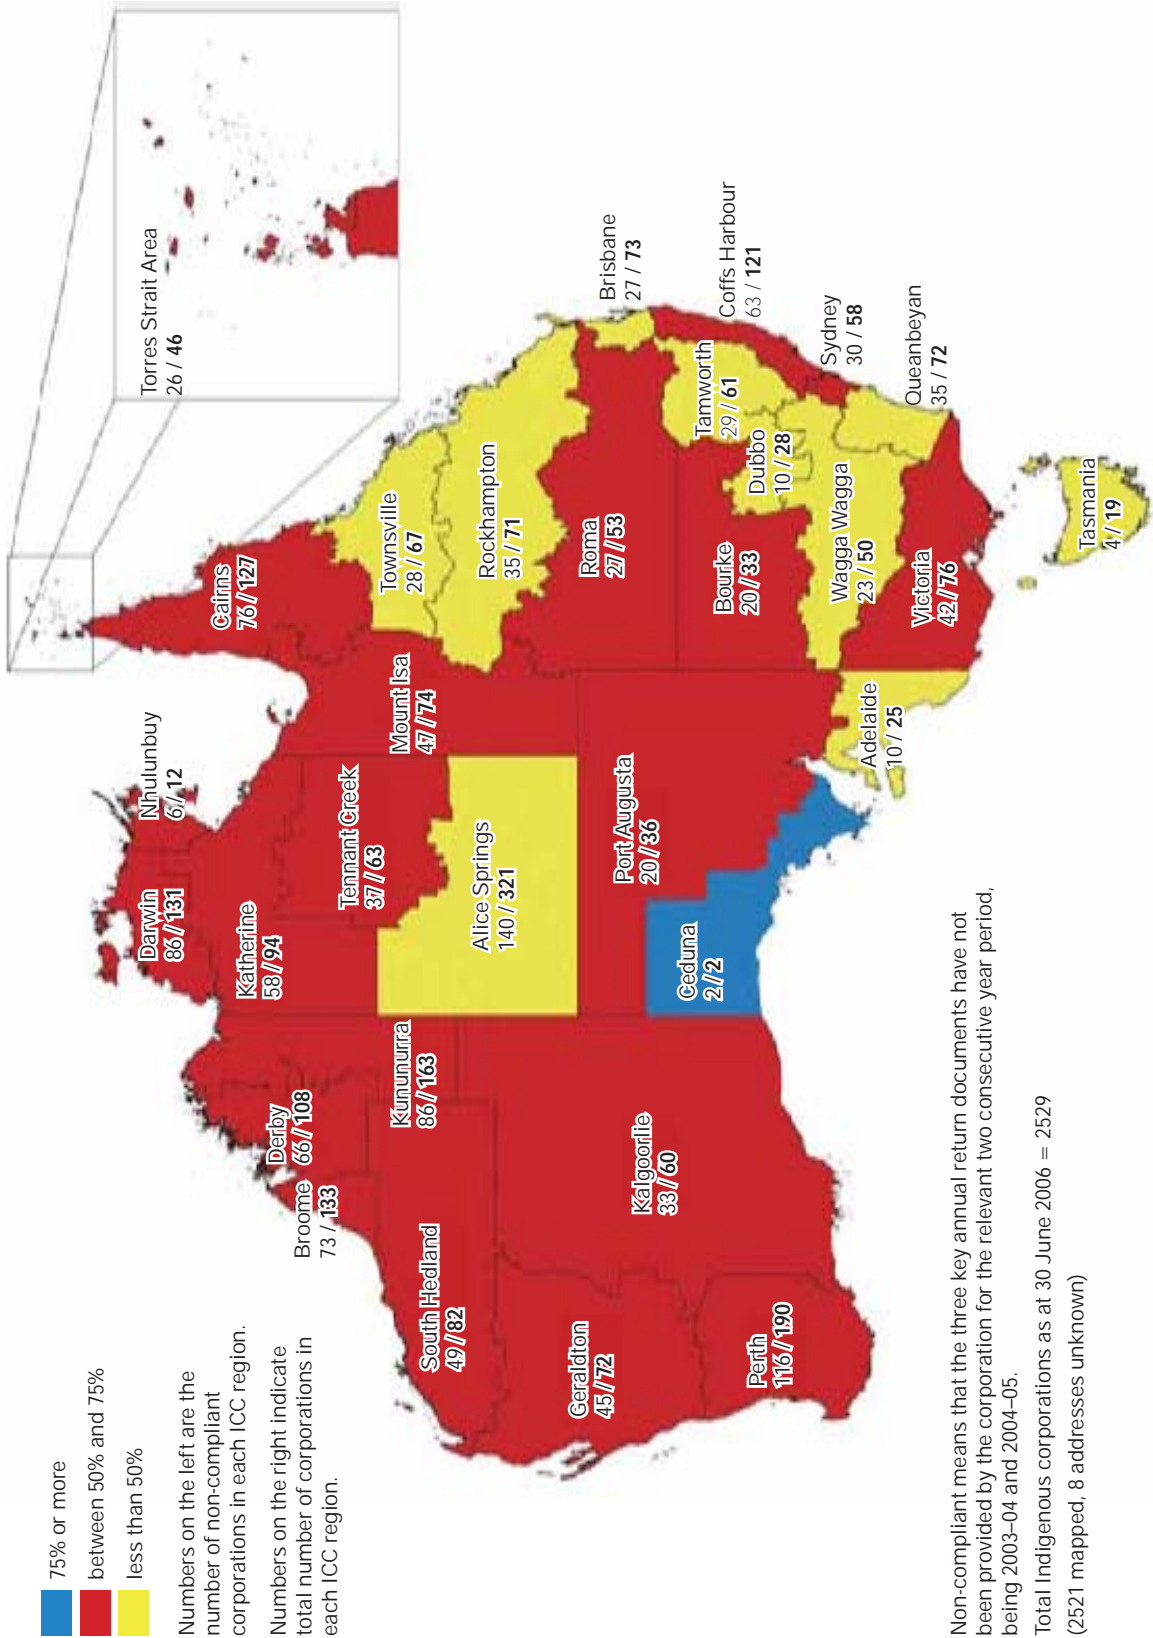 75% or more
between 50% and 75%
less than 50%
Numbers on the left are the
number of non-compliant
corporations in each ICC region.
Numbers on the right indicate
total number of corporations in
each ICC region.
Torres Strait Area
26 / 46
Nhulunbuy
6 / 12
Darwin
86 / 131
Katherine
58 / 94
Cairns
76 / 127
Derby
66 / 108
Broome
73 / 133
Kununurra
86 / 163
Tennant Creek
37 / 63
Mount Isa
47 / 74
Townsville
28 / 67
South Hedland
49 / 82
Alice Springs
140 / 321
Rockhampton
35 / 71
Geraldton
45 / 72
Kalgoorlie
33 / 60
Port Augusta
20 / 36
Roma
27 / 53
Brisbane
27 / 73
Perth
116 / 190
Ceduna
2 / 2
Bourke
20 / 33
Tamworth
29 / 61
Coffs Harbour
63 / 121
Dubbo
10 / 28
Sydney
30 / 58
Adelaide
10 / 25
Wagga Wagga
23 / 50
Queanbeyan
35 / 72
Victoria
42 / 76
Tasmania
4 / 19
Non-compliant means that the three key annual return documents have not
been provided by the corporation for the relevant two consecutive year period,
being 2003–04 and 2004–05.
Total Indigenous corporations as at 30 June 2006 = 2529
(2521 mapped, 8 addresses unknown)